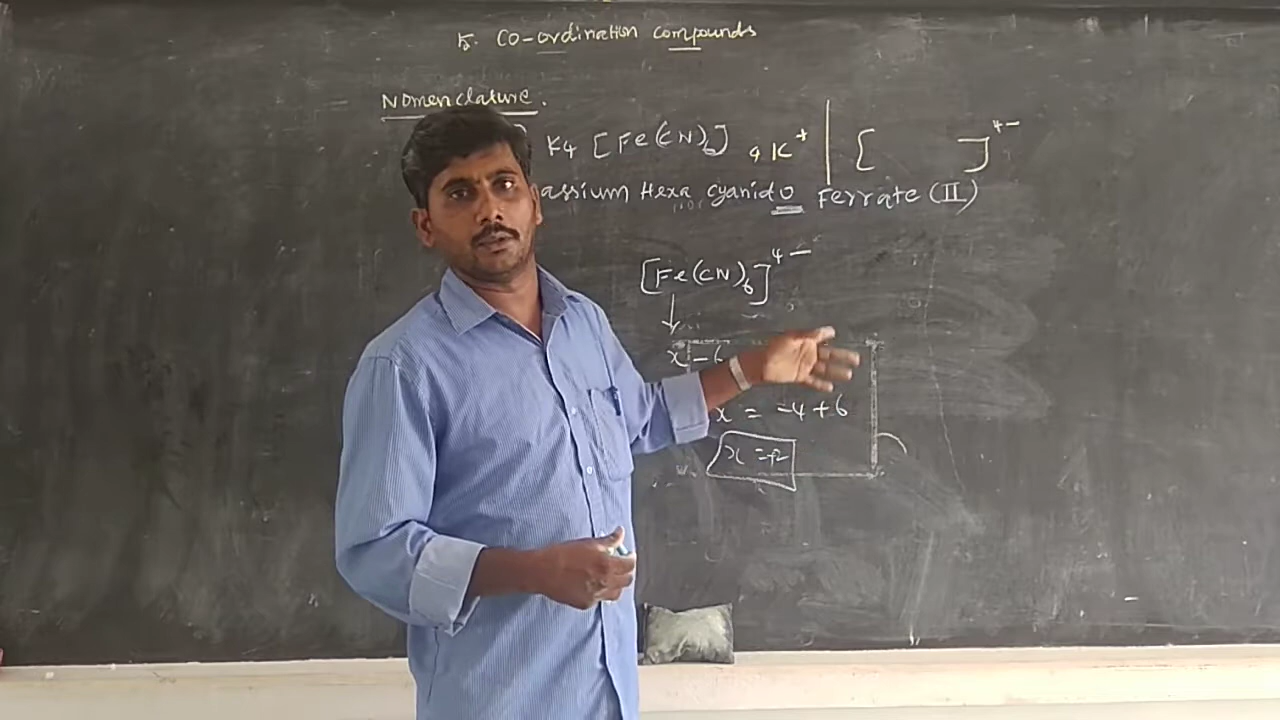 5. Co-ordination compounds
Nomenclature.
K4 [Fe(CN)6] 4K+ | [ ]4-
assium Hexa cyanido Ferrate (II)
[Fe(CN)6]4-
↓
x - 6
x = -4+6
x = +2